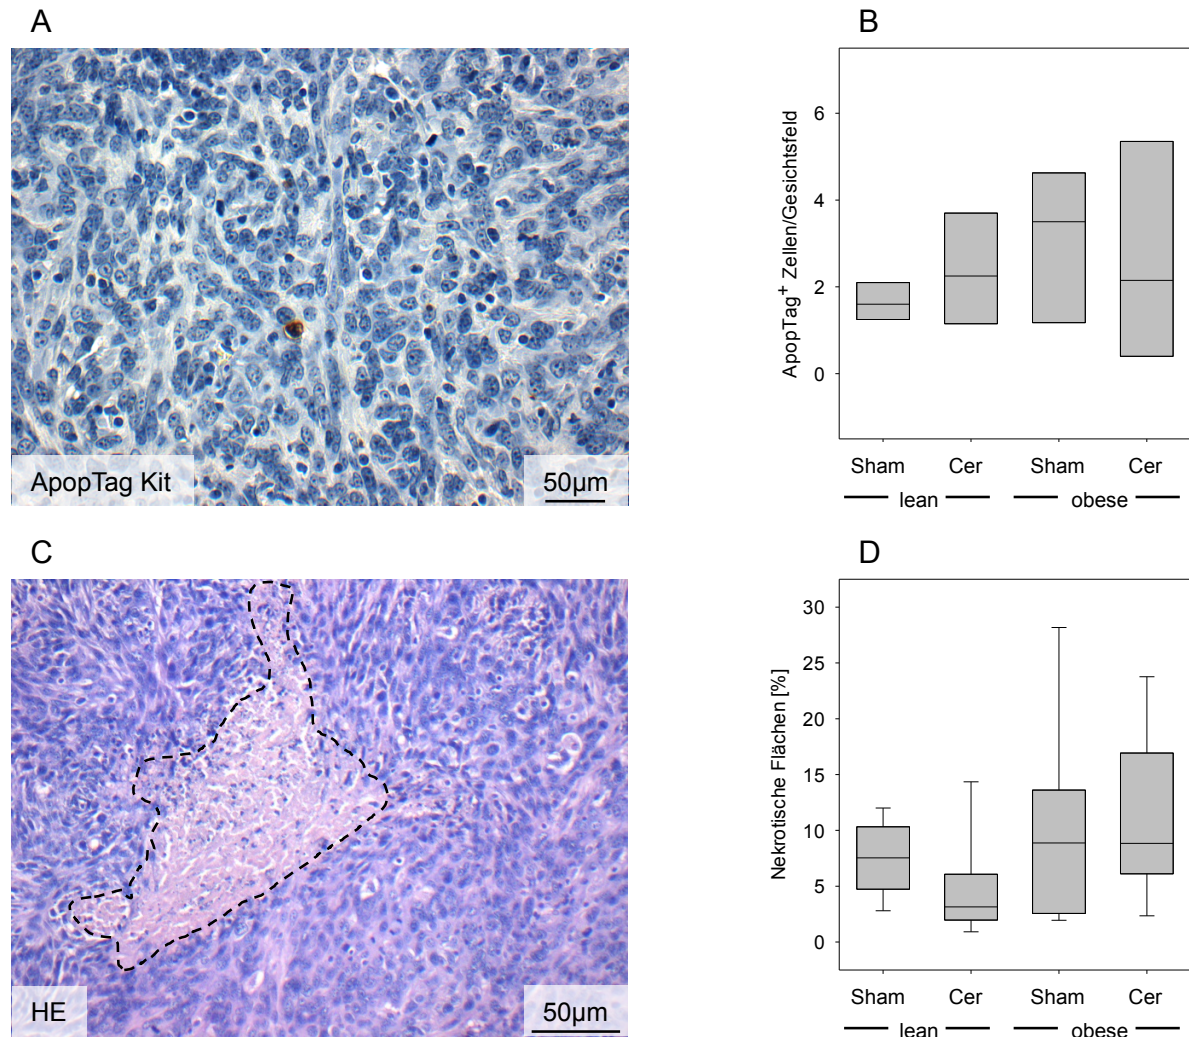 A
ApopTag Kit
50µm
B
ApopTag+ Zellen/Gesichtsfeld
6
4
2
0
Sham Cer Sham Cer
lean obese
C
HE
50µm
D
Nekrotische Flächen [%]
30
25
20
15
10
5
0
Sham Cer Sham Cer
lean obese